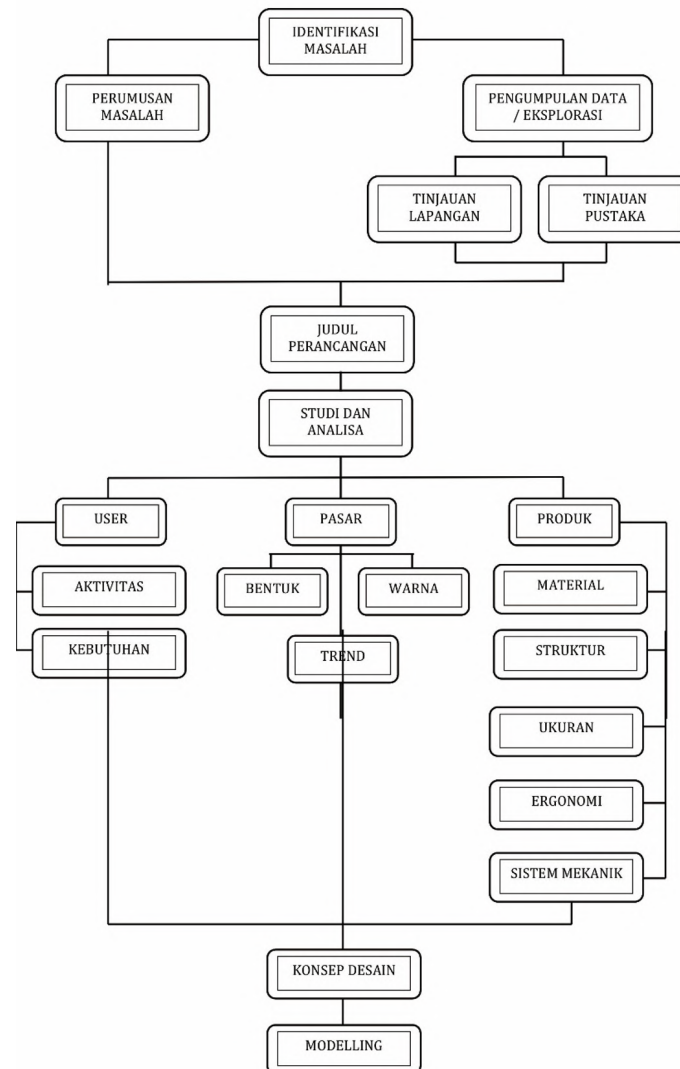 IDENTIFIKASI
MASALAH
PERUMUSAN
MASALAH
PENGUMPULAN DATA
/ EKSPLORASI
TINJAUAN
LAPANGAN
TINJAUAN
PUSTAKA
JUDUL
PERANCANGAN
STUDI DAN
ANALISA
USER
PASAR
PRODUK
AKTIVITAS
BENTUK
WARNA
MATERIAL
KEBUTUHAN
TREND
STRUKTUR
UKURAN
ERGONOMI
SISTEM MEKANIK
KONSEP DESAIN
MODELLING